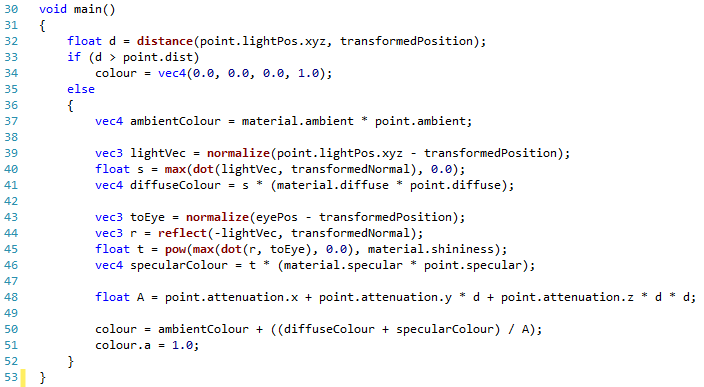 30 void main()
31 {
32     float d = distance(point.lightPos.xyz, transformedPosition);
33     if (d > point.dist)
34         colour = vec4(0.0, 0.0, 0.0, 1.0);
35     else
36     {
37         vec4 ambientColour = material.ambient * point.ambient;
38
39         vec3 lightVec = normalize(point.lightPos.xyz - transformedPosition);
40         float s = max(dot(lightVec, transformedNormal), 0.0);
41         vec4 diffuseColour = s * (material.diffuse * point.diffuse);
42
43         vec3 toEye = normalize(eyePos - transformedPosition);
44         vec3 r = reflect(-lightVec, transformedNormal);
45         float t = pow(max(dot(r, toEye), 0.0), material.shininess);
46         vec4 specularColour = t * (material.specular * point.specular);
47
48         float A = point.attenuation.x + point.attenuation.y * d + point.attenuation.z * d * d;
49
50         colour = ambientColour + ((diffuseColour + specularColour) / A);
51         colour.a = 1.0;
52     }
53 }